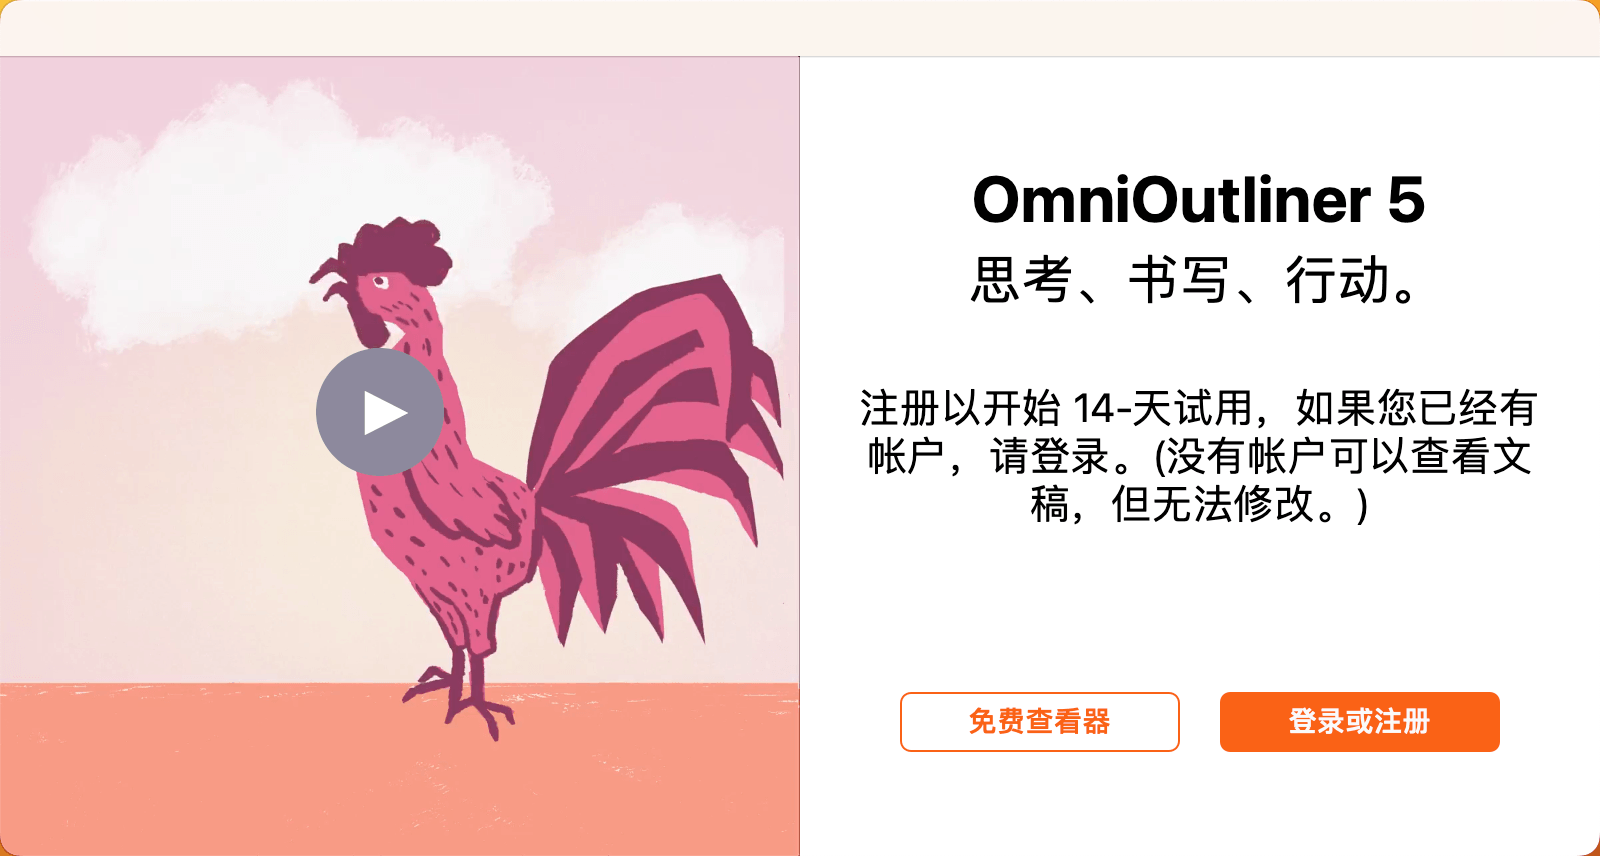 OmniOutliner 5
思考、书写、行动。
注册以开始 14-天试用，如果您已经有
帐户，请登录。(没有帐户可以查看文
稿，但无法修改。)
免费查看器
登录或注册